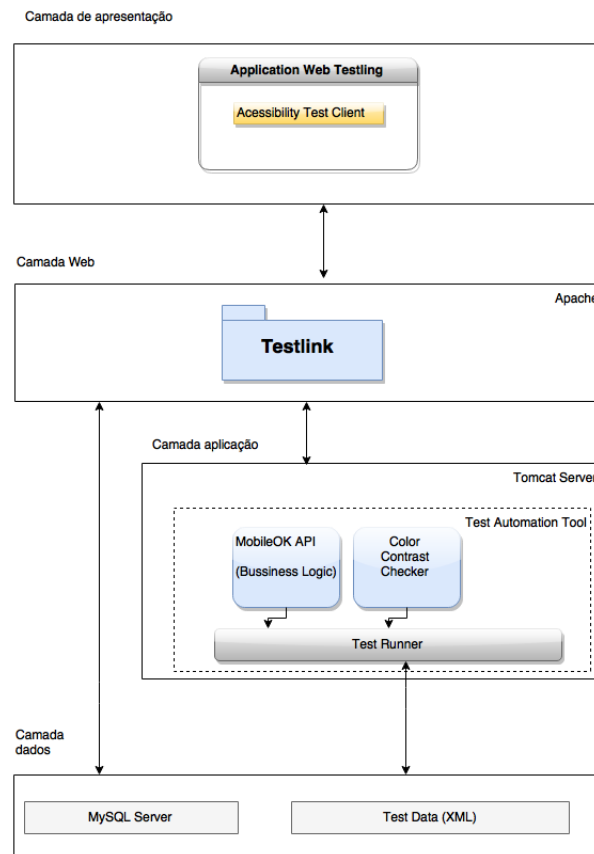 Camada de apresentação
Application Web Testling
Acessibility Test Client
Camada Web
Apache
Testlink
Camada aplicação
Tomcat Server
Test Automation Tool
MobileOK API
(Bussiness Logic)
Color
Contrast
Checker
Test Runner
Camada
dados
MySQL Server
Test Data (XML)